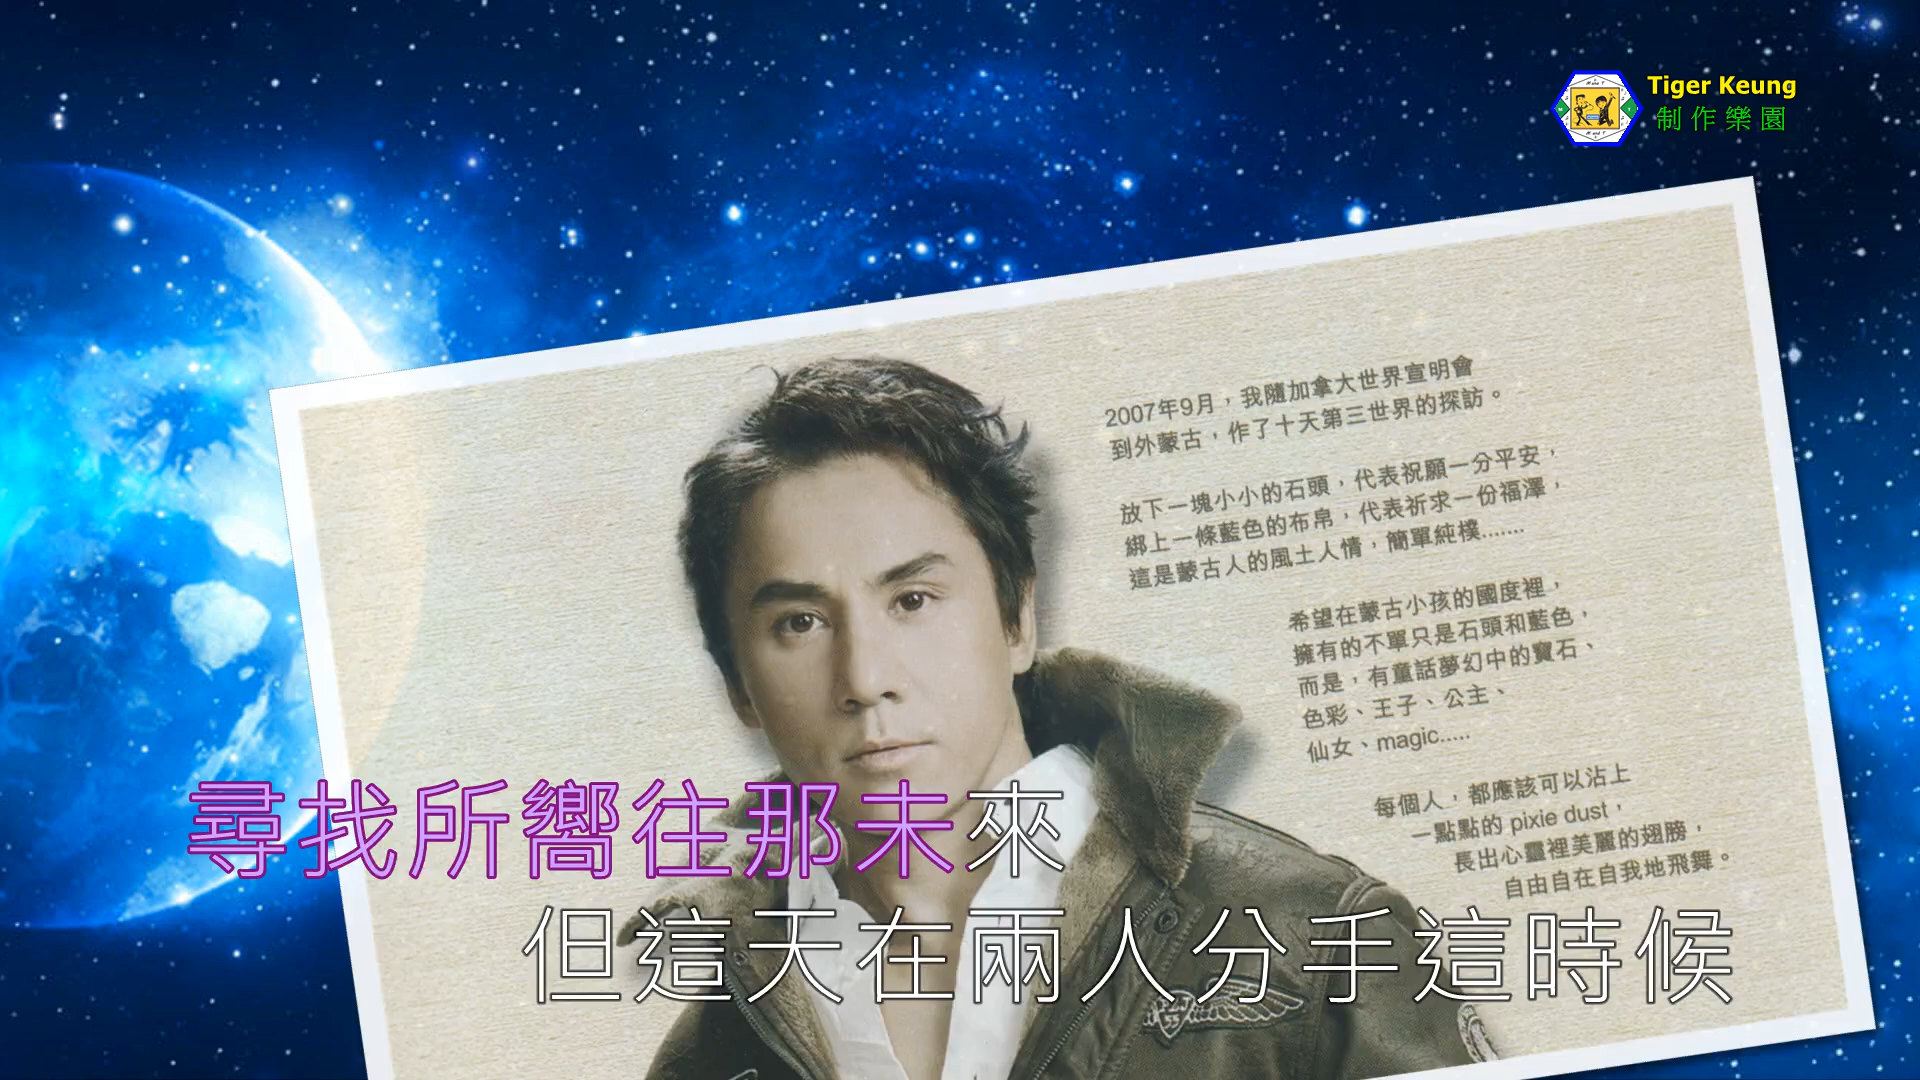 Tiger Keung
制作樂園
2007年9月，我隨加拿大世界宣明會
到外蒙古，作了十天第三世界的探訪。
放下一塊小小的石頭，代表祝願一分平安，
綁上一條藍色的布帛，代表祈求一份福澤，
這是蒙古人的風土人情，簡單純樸.......
希望在蒙古小孩的國度裡，
擁有的不單只是石頭和藍色，
而是，有童話夢幻中的寶石、
色彩、王子、公主、
仙女、magic.....
每個人，都應該可以沾上
一點點的 pixie dust，
長出心靈裡美麗的翅膀，
自由自在自我地飛舞。
尋找所嚮往那未來
但這天在兩人分手這時候